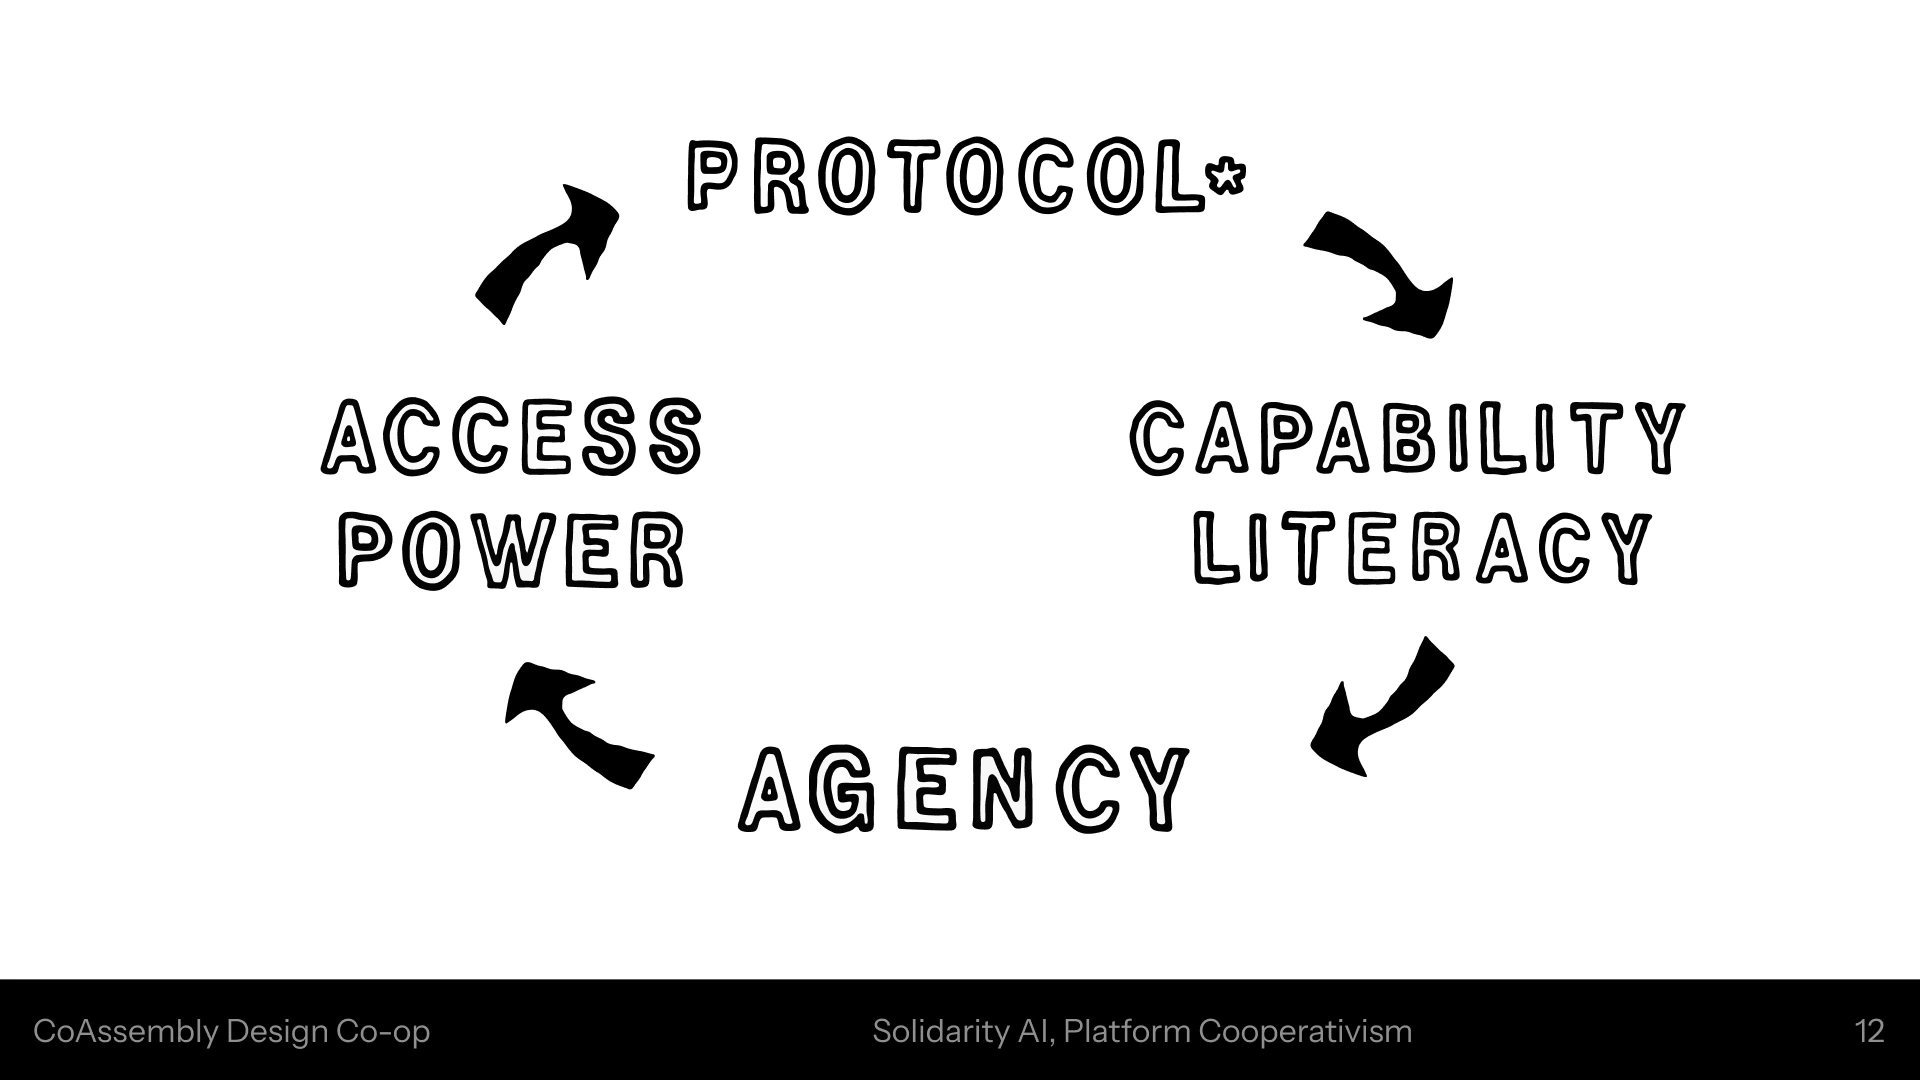 PROTOCOL*
ACCESS
POWER
CAPABILITY
LITERACY
AGENCY
CoAssembly Design Co-op
Solidarity AI, Platform Cooperativism
12